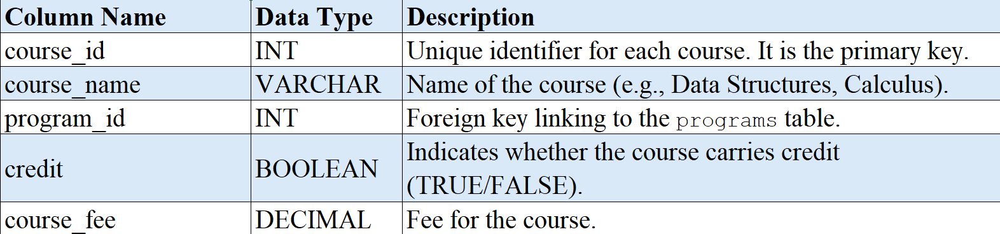 Column Name Data Type Description
course_id INT Unique identifier for each course. It is the primary key.
course_name VARCHAR Name of the course (e.g., Data Structures, Calculus).
program_id INT Foreign key linking to the programs table.
credit BOOLEAN Indicates whether the course carries credit
(TRUE/FALSE).
course_fee DECIMAL Fee for the course.